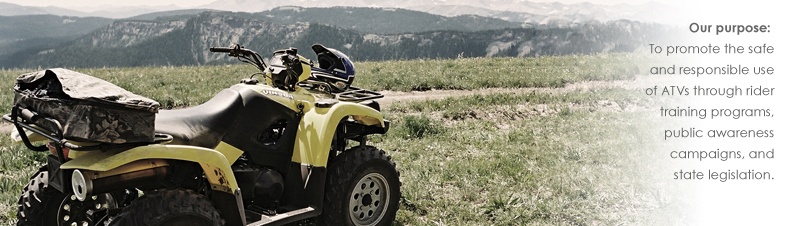 Our purpose:
To promote the safe
and responsible use
of ATVs through rider
training programs,
public awareness
campaigns, and
state legislation.